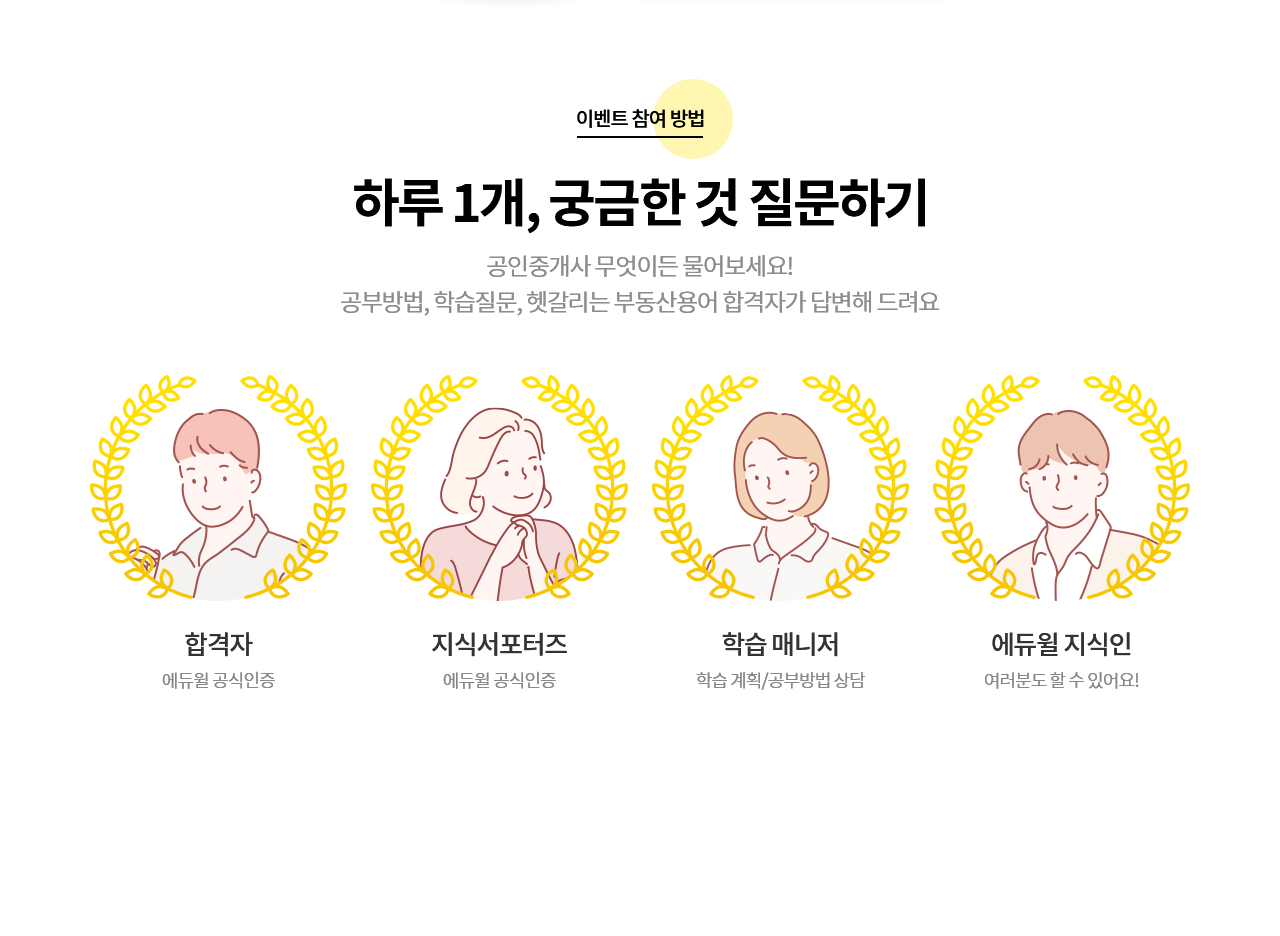 이벤트 참여 방법
하루 1개, 궁금한 것 질문하기
공인중개사 무엇이든 물어보세요!
공부방법, 학습질문, 헷갈리는 부동산용어 합격자가 답변해 드려요
합격자
에듀윌 공식인증
지식서포터즈
에듀윌 공식인증
학습 매니저
학습 계획/공부방법 상담
에듀윌 지식인
여러분도 할 수 있어요!